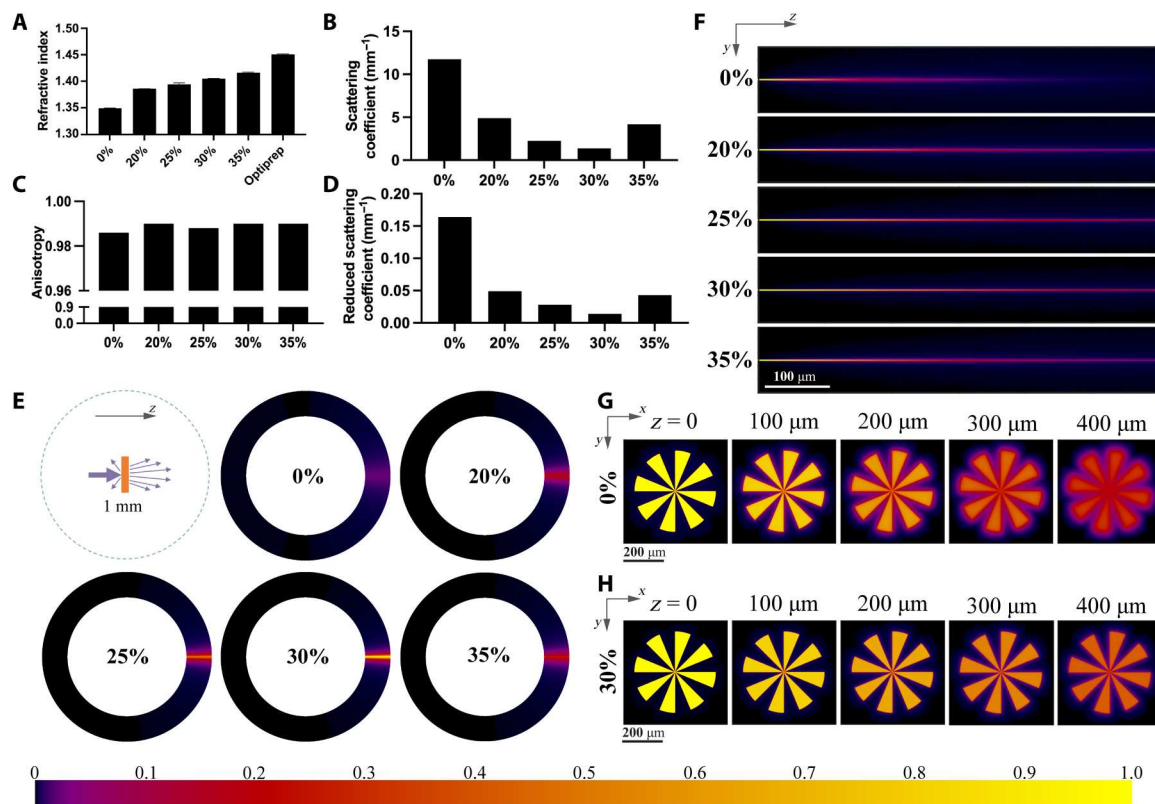 A
Refractive index
1.50
1.45
1.40
1.35
1.30
0%
20%
25%
30%
35%
Optiprep
B
Scattering
coefficient (mm⁻¹)
15
10
5
0
0%
20%
25%
30%
35%
C
Anisotropy
1.00
0.98
0.96
0.9
0.0
0%
20%
25%
30%
35%
D
Reduced scattering
coefficient (mm⁻¹)
0.20
0.15
0.10
0.05
0.00
0%
20%
25%
30%
35%
F
z
y
0%
20%
25%
30%
35%
100 μm
E
z
1 mm
0%
20%
25%
30%
35%
G
x
y
z = 0
100 μm
200 μm
300 μm
400 μm
0%
200 μm
H
x
y
z = 0
100 μm
200 μm
300 μm
400 μm
30%
200 μm
0 0.1 0.2 0.3 0.4 0.5 0.6 0.7 0.8 0.9 1.0